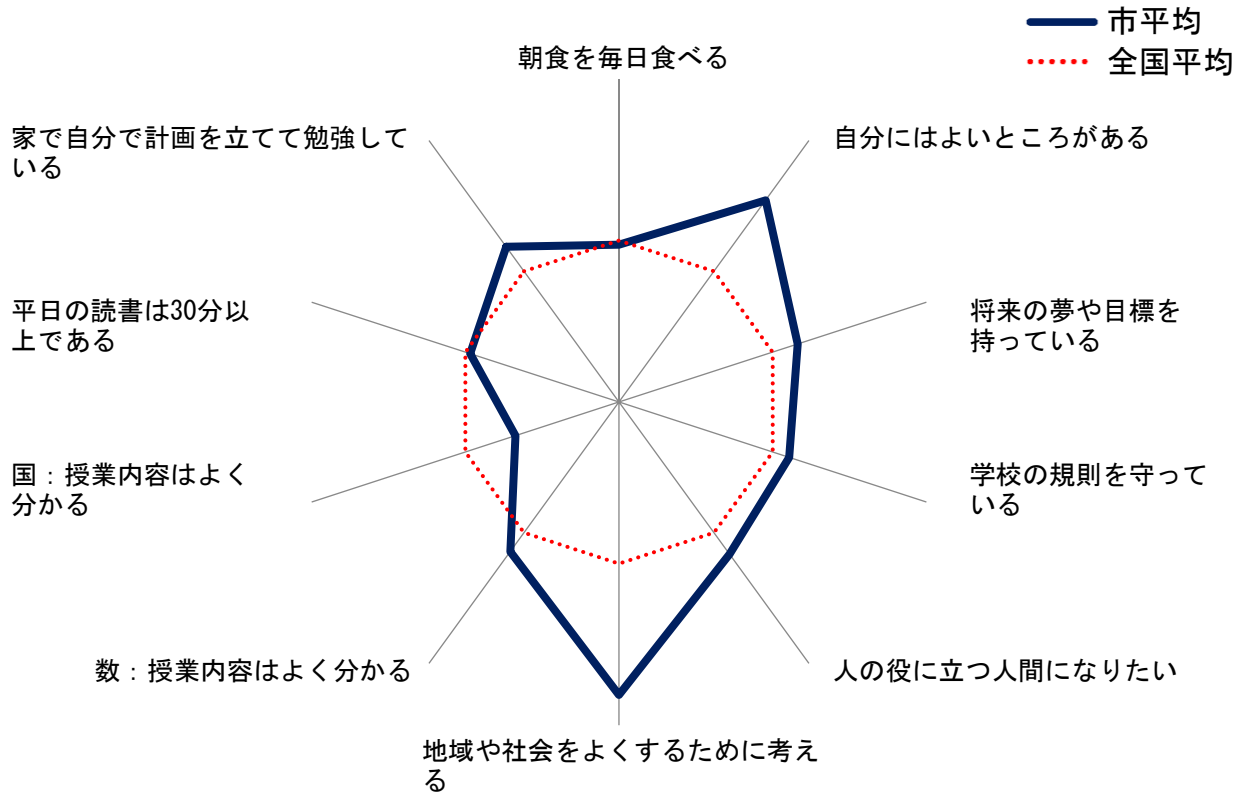 市平均
全国平均
朝食を毎日食べる
自分にはよいところがある
将来の夢や目標を
持っている
学校の規則を守って
いる
人の役に立つ人間になりたい
地域や社会をよくするために考え
る
数：授業内容はよく分かる
国：授業内容はよく
分かる
平日の読書は30分以
上である
家で自分で計画を立てて勉強して
いる